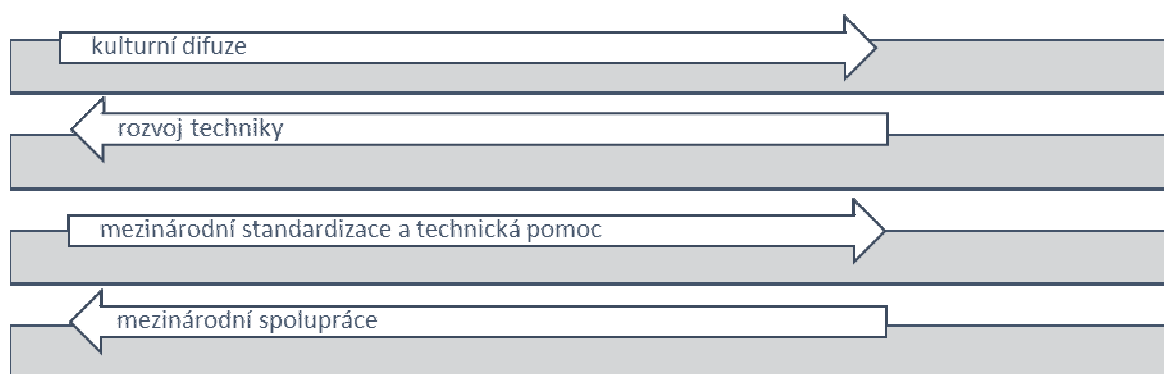 kulturní difuze
rozvoj techniky
mezinárodní standardizace a technická pomoc
mezinárodní spolupráce